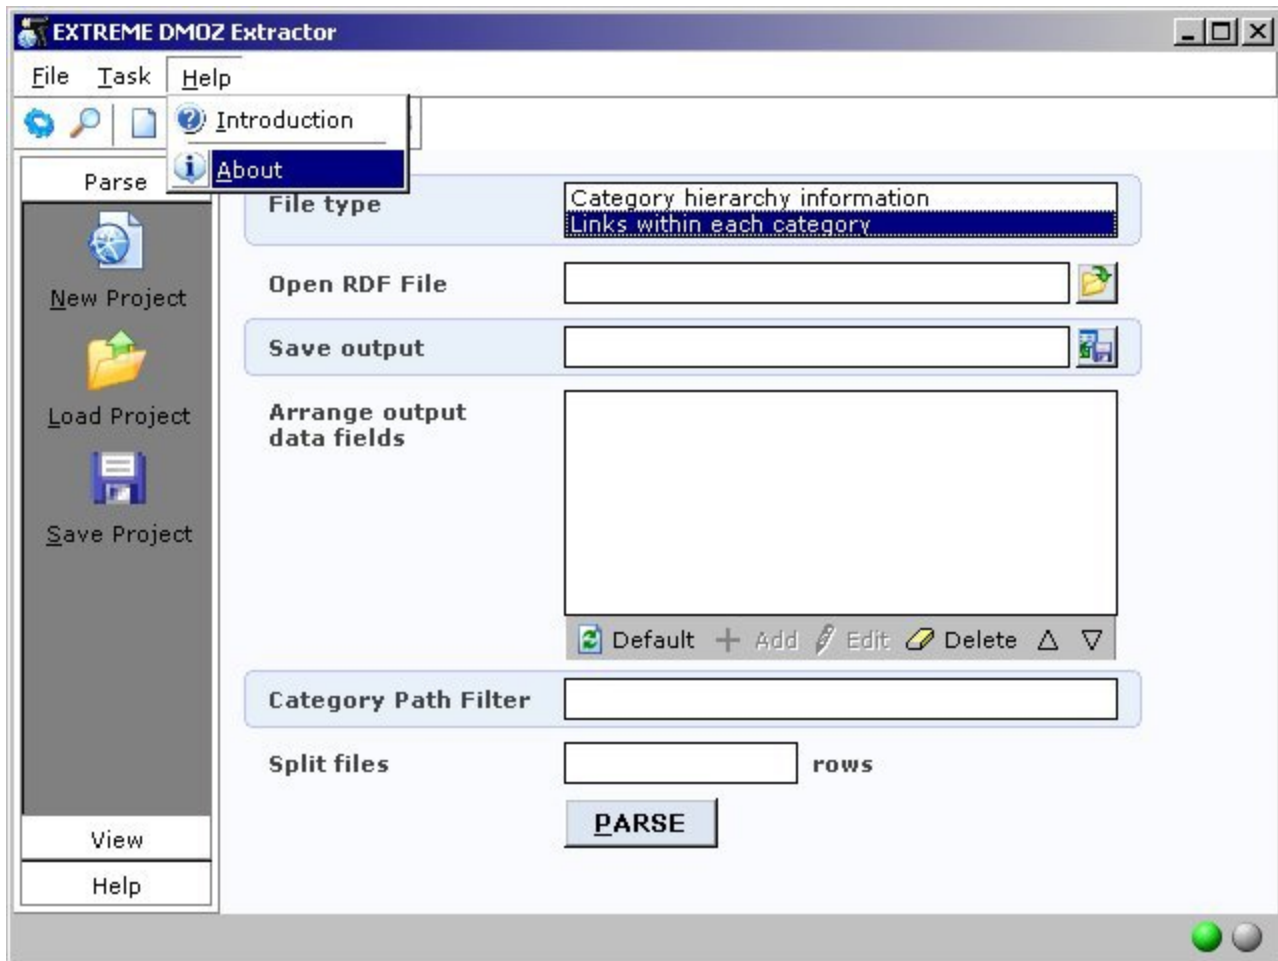 EXTREME DMOZ Extractor
File Task Help
Introduction
About
Parse
New Project
Load Project
Save Project
View
Help
File type
Category hierarchy information
Links within each category
Open RDF File
Save output
Arrange output
data fields
Default Add Edit Delete
Category Path Filter
Split files
rows
PARSE